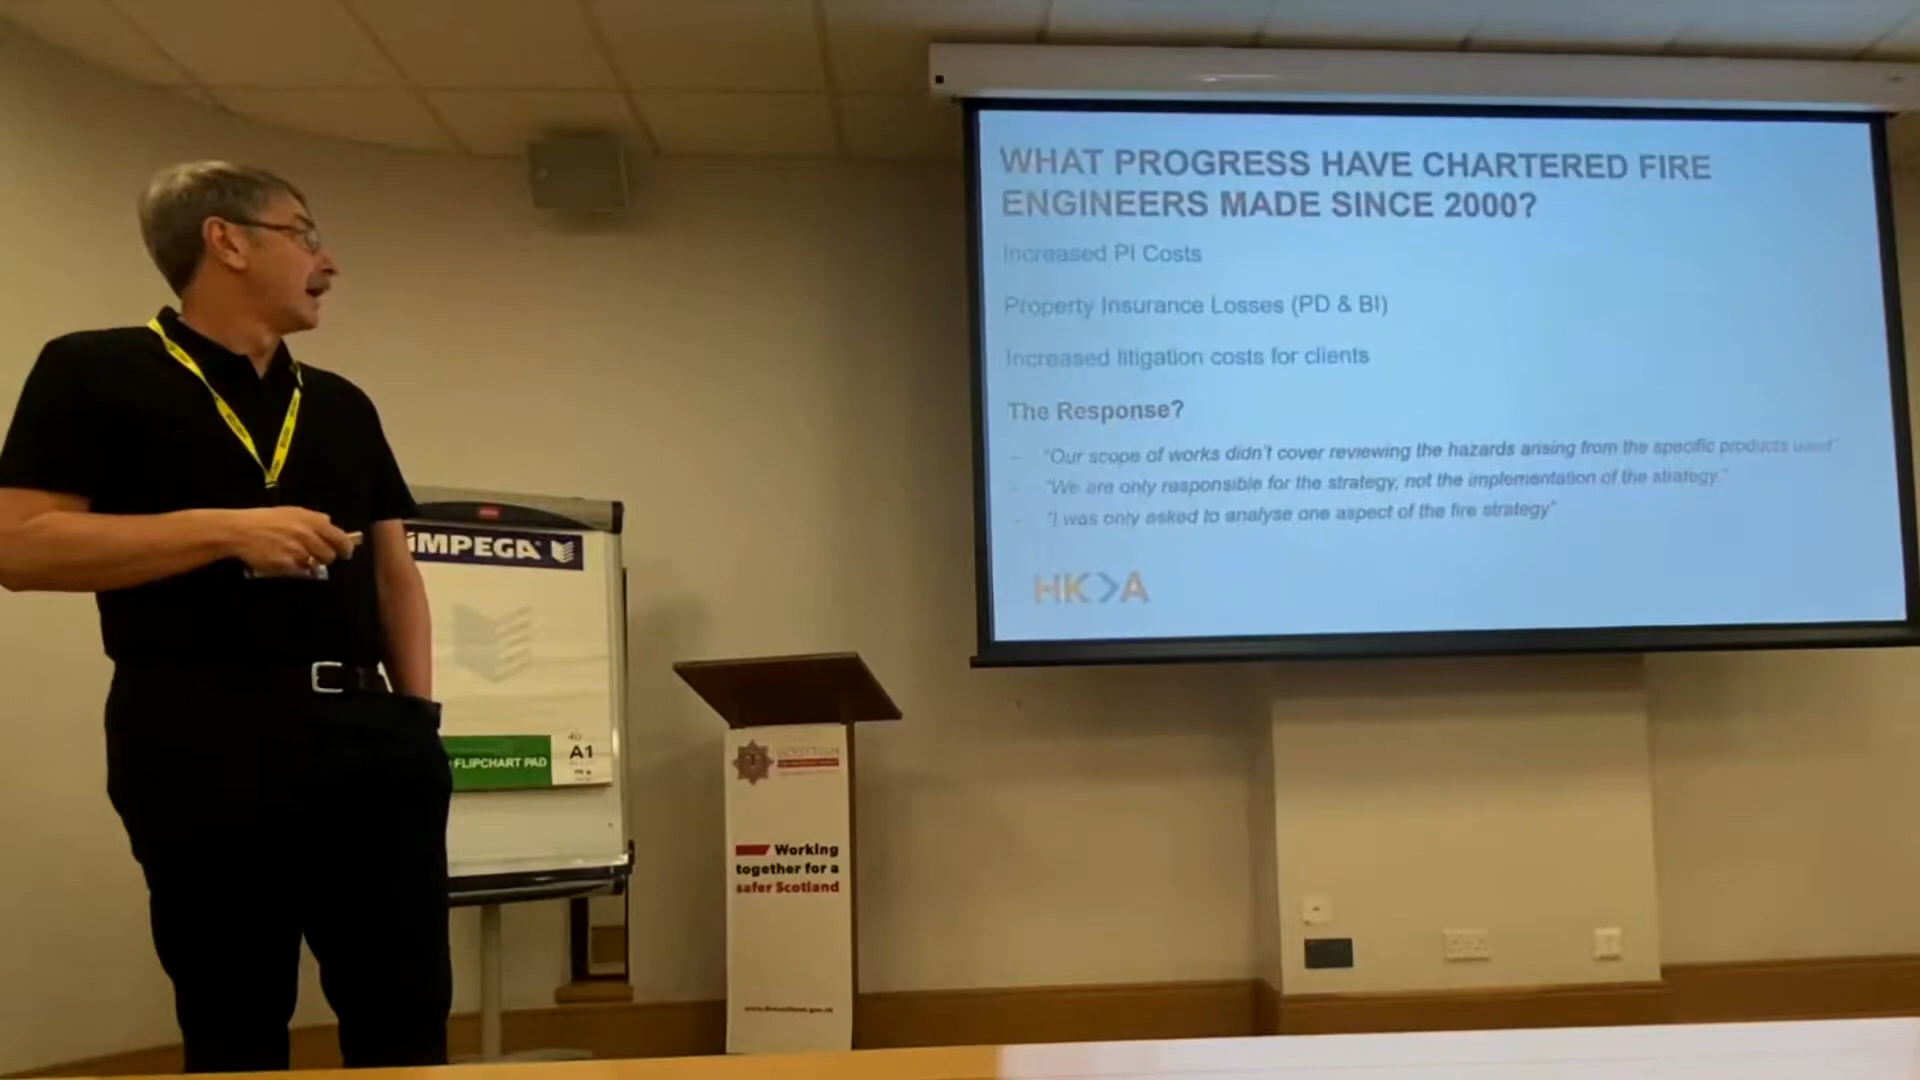 WHAT PROGRESS HAVE CHARTERED FIRE
ENGINEERS MADE SINCE 2000?
Increased PI Costs
Property Insurance Losses (PD & BI)
Increased litigation costs for clients
The Response?
– "Our scope of works didn't cover reviewing the hazards arising from the specific products used"
– "We are only responsible for the strategy, not the implementation of the strategy."
– "I was only asked to analyse one aspect of the fire strategy"
HK>A
IMPEGA
40
A1
FLIPCHART PAD
SCOTTISH
Working
together for a
safer Scotland